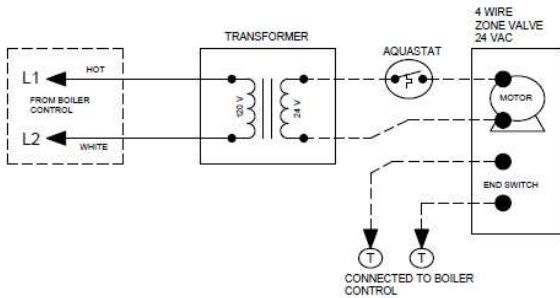 4 WIRE
ZONE VALVE
24 VAC
TRANSFORMER
AQUASTAT
L1
HOT
FROM BOILER
CONTROL
L2
WHITE
120 V
24 V
MOTOR
END SWITCH
T
T
CONNECTED TO BOILER
CONTROL